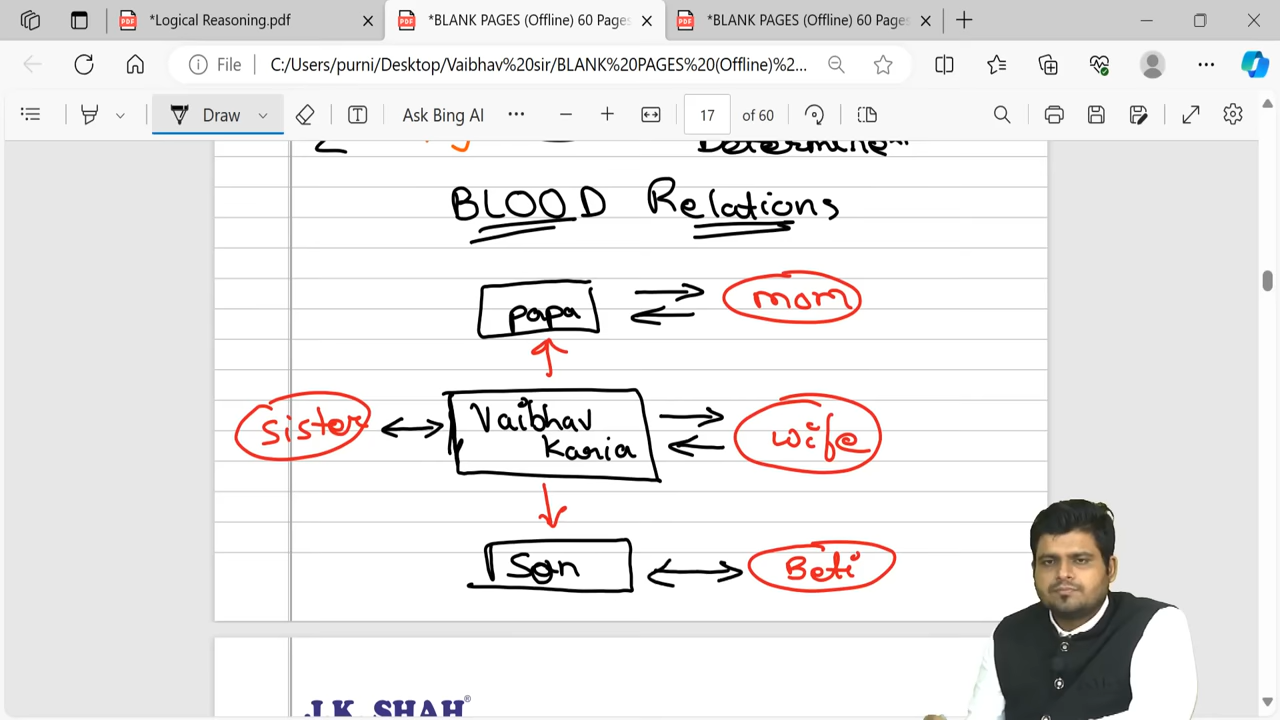 *Logical Reasoning.pdf
*BLANK PAGES (Offline) 60 Pages
*BLANK PAGES (Offline) 60 Page
File C:/Users/purni/Desktop/Vaibhav%20sir/BLANK%20PAGES%20(Offline)%2...
Draw Ask Bing AI 17 of 60
BLOOD Relations
papa mom
Sister Vaibhav Kania wife
Son Beti
J.K. SHAH®